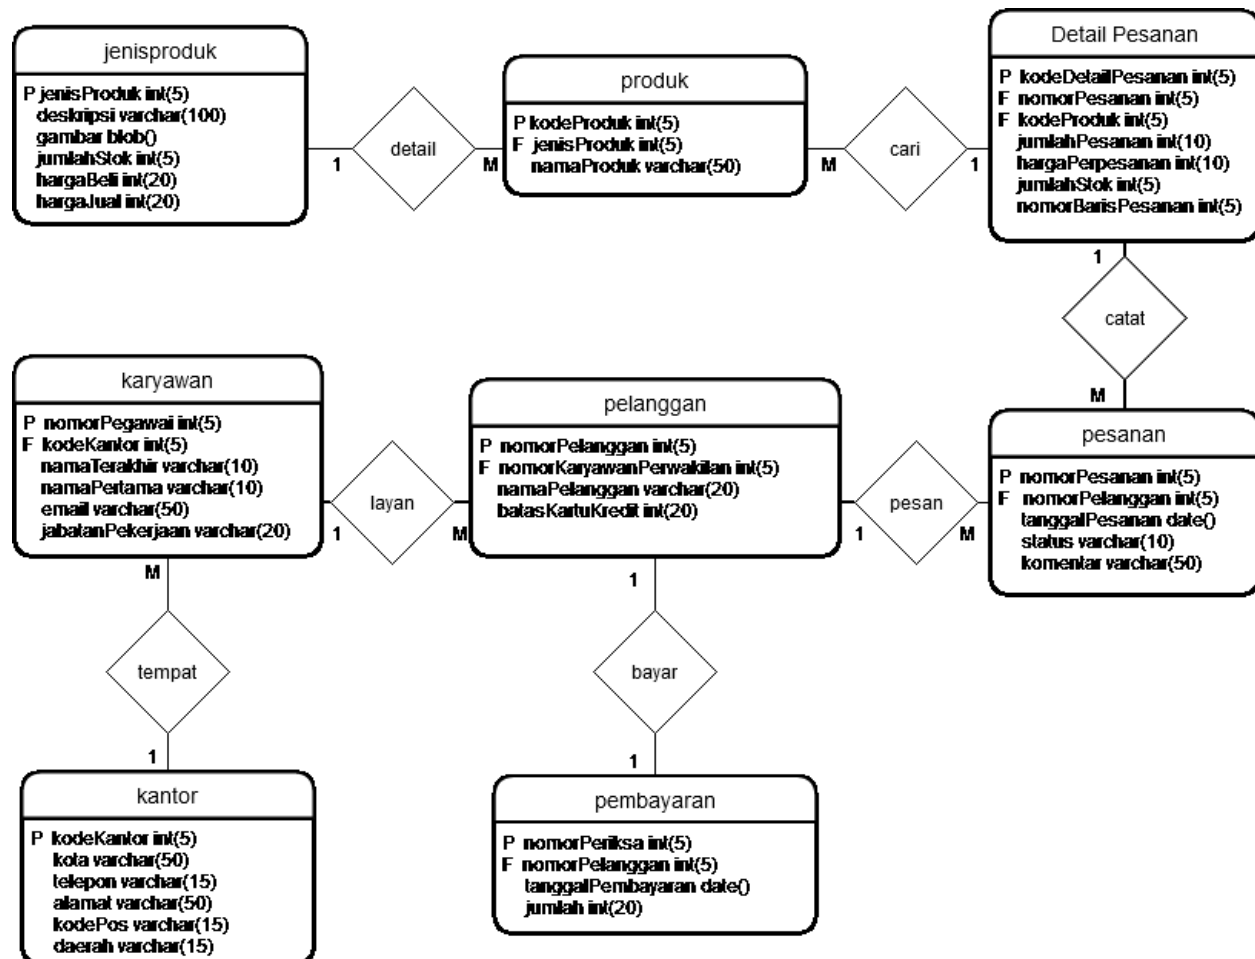 jenisproduk
P jenisProduk int(5)
deskripsi varchar(100)
gambar blob()
jumlahStok int(5)
hargaBeli int(20)
hargaJual int(20)
1
detail
M
produk
P kodeProduk int(5)
F jenisProduk int(5)
namaProduk varchar(50)
M
cari
1
Detail Pesanan
P kodeDetailPesanan int(5)
F nomorPesanan int(5)
F kodeProduk int(5)
jumlahPesanan int(10)
hargaPerpesanan int(10)
jumlahStok int(5)
nomorBarisPesanan int(5)
1
catat
M
karyawan
P nomorPegawai int(5)
F kodeKantor int(5)
namaTerakhir varchar(10)
namaPertama varchar(10)
email varchar(50)
jabatanPekerjaan varchar(20)
1
layan
M
pelanggan
P nomorPelanggan int(5)
F nomorKaryawanPerwakilan int(5)
namaPelanggan varchar(20)
batasKartuKredit int(20)
1
pesan
M
pesanan
P nomorPesanan int(5)
F nomorPelanggan int(5)
tanggalPesanan date()
status varchar(10)
komentar varchar(50)
M
tempat
1
1
bayar
1
kantor
P kodeKantor int(5)
kota varchar(50)
telepon varchar(15)
alamat varchar(50)
kodePos varchar(15)
daerah varchar(15)
pembayaran
P nomorPeriksa int(5)
F nomorPelanggan int(5)
tanggalPembayaran date()
jumlah int(20)